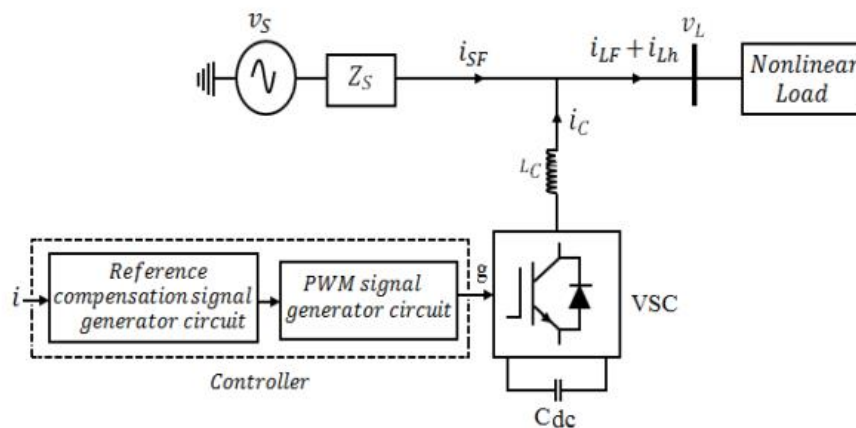 v_S
Z_S
i_SF
i_LF + i_Lh
v_L
Nonlinear
Load
i_C
L_C
i
Reference
compensation signal
generator circuit
PWM signal
generator circuit
g
VSC
Controller
C_dc